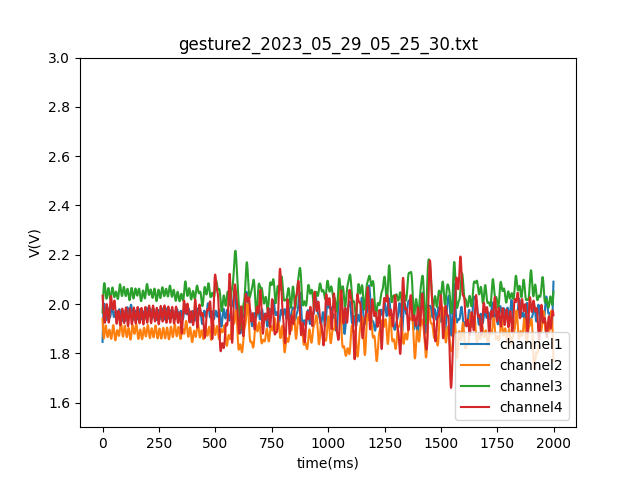 gesture2_2023_05_29_05_25_30.txt
3.0
2.8
2.6
2.4
2.2
2.0
1.8
1.6
V(V)
channel1
channel2
channel3
channel4
0 250 500 750 1000 1250 1500 1750 2000
time(ms)